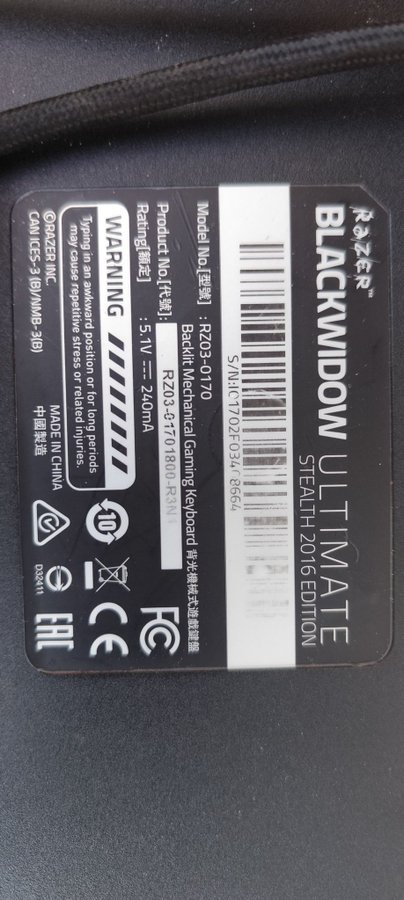 RAZER™
BLACKWIDOW ULTIMATE
STEALTH 2016 EDITION
Model No.[型號] : RZ03-0170
Backlit Mechanical Gaming Keyboard 背光機械式遊戲鍵盤
Product No.[代號]: RZ03-01701800-R3N1
Rating[額定] : 5.1V ⎓ 240mA
WARNING
Typing in an awkward position or for long periods
may cause repetitive stress or related injuries.
©RAZER INC.
CAN ICES-3 (B)/NMB-3(B)
MADE IN CHINA
中國製造
10
FC
CE
D32411
EAC